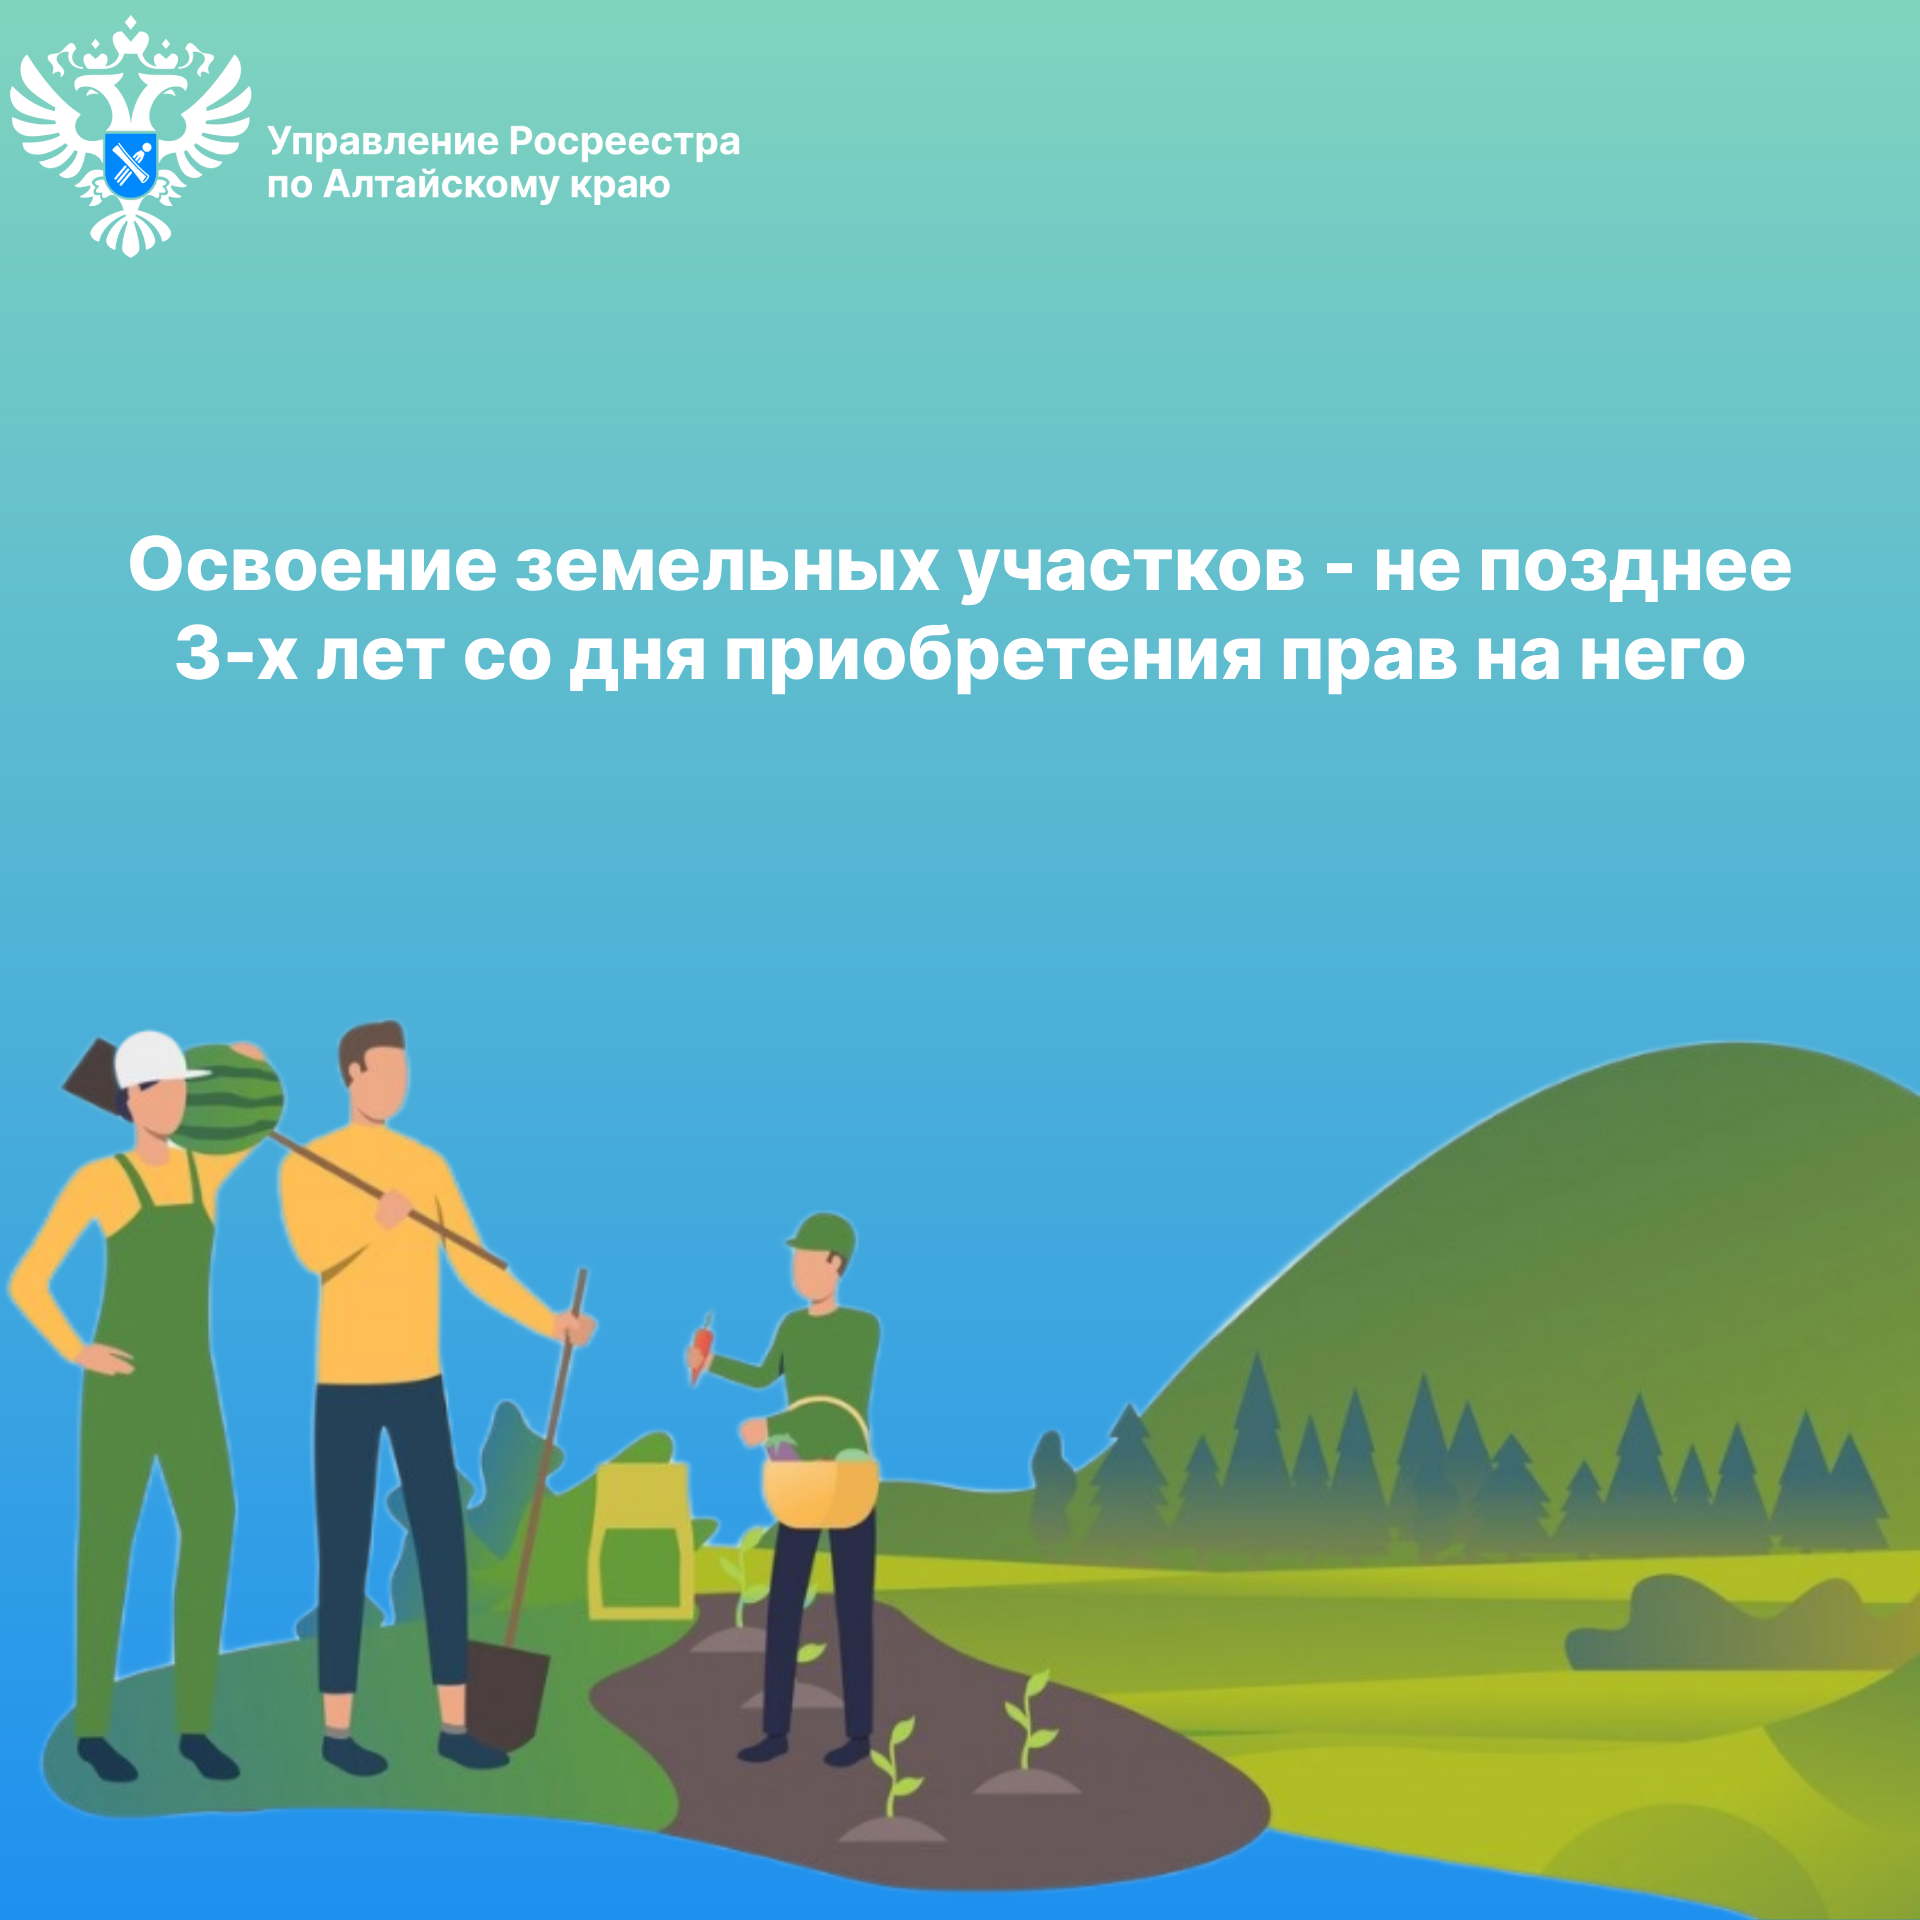 Управление Росреестра
по Алтайскому краю
Освоение земельных участков - не позднее
3-х лет со дня приобретения прав на него